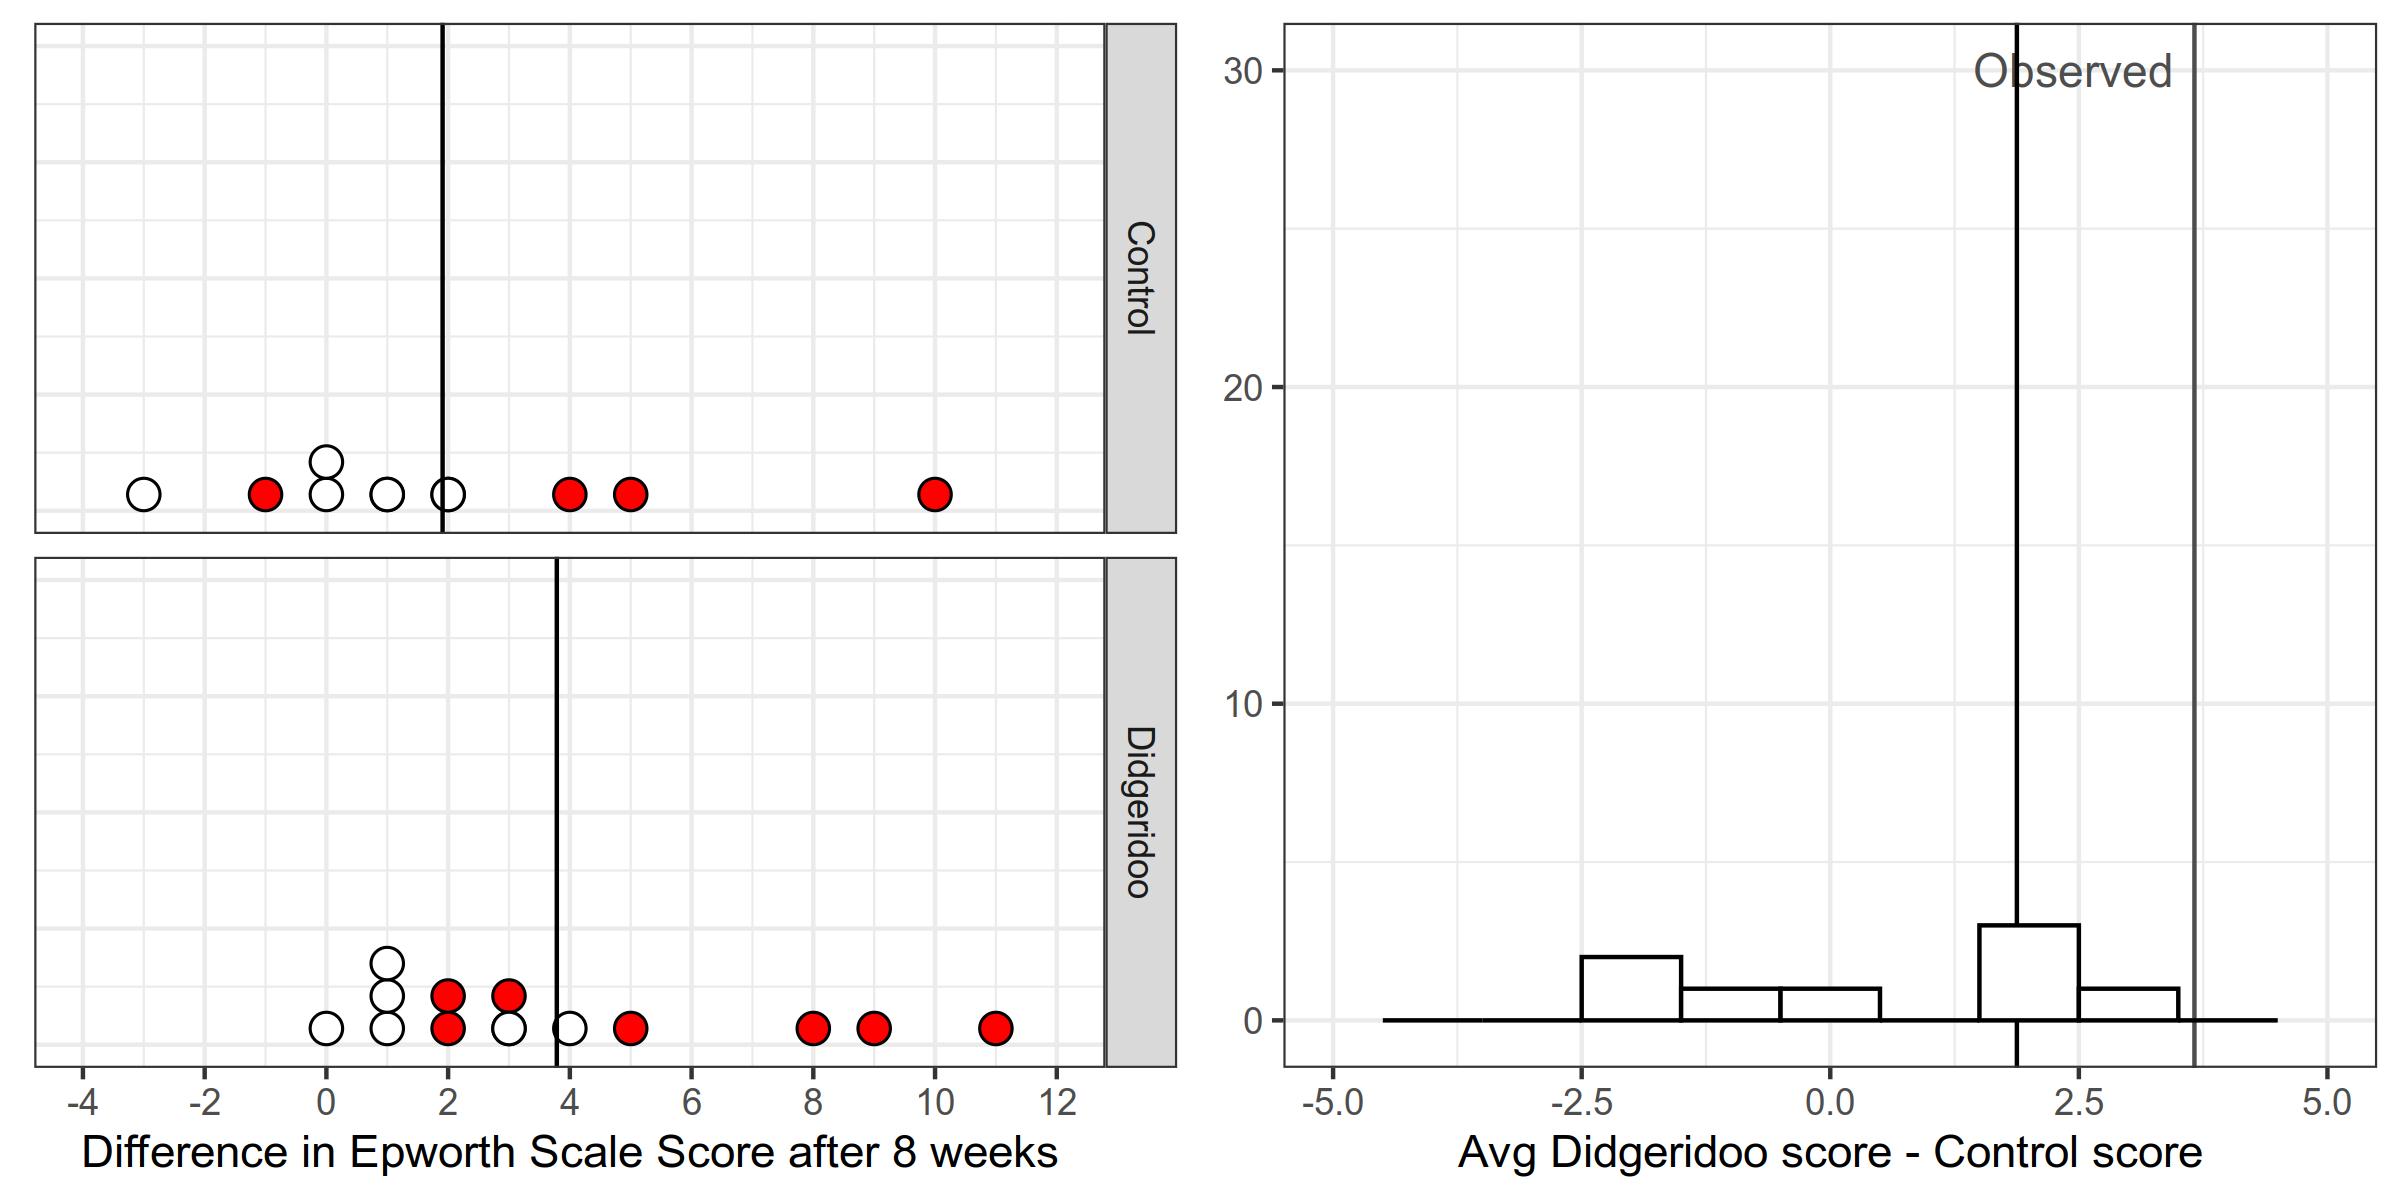 Control
Didgeridoo
-4 -2 0 2 4 6 8 10 12
Difference in Epworth Scale Score after 8 weeks
Observed
30
20
10
0
-5.0 -2.5 0.0 2.5 5.0
Avg Didgeridoo score - Control score